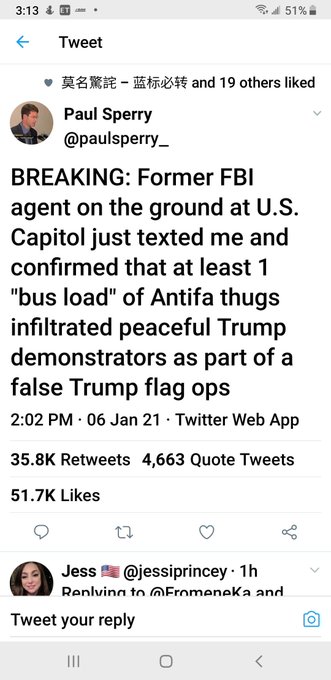 3:13 ET 51%
Tweet
莫名驚詫 – 蓝标必转 and 19 others liked
Paul Sperry
@paulsperry_
BREAKING: Former FBI
agent on the ground at U.S.
Capitol just texted me and
confirmed that at least 1
"bus load" of Antifa thugs
infiltrated peaceful Trump
demonstrators as part of a
false Trump flag ops
2:02 PM · 06 Jan 21 · Twitter Web App
35.8K Retweets 4,663 Quote Tweets
51.7K Likes
Jess 🇺🇸 @jessiprincey · 1h
Replying to @FromeneKa and
Tweet your reply